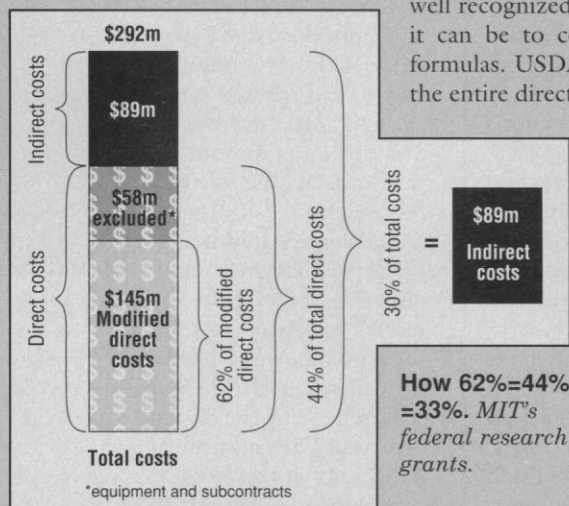 well recognized
it can be to c
formulas. USDA
the entire direct
$292m
Indirect costs
$89m
$58m
excluded*
Direct costs
$145m
Modified
direct
costs
62% of modified
direct costs
44% of total direct costs
30% of total costs
=
$89m
Indirect
costs
Total costs
*equipment and subcontracts
How 62%=44%
=33%. MIT's
federal research
grants.